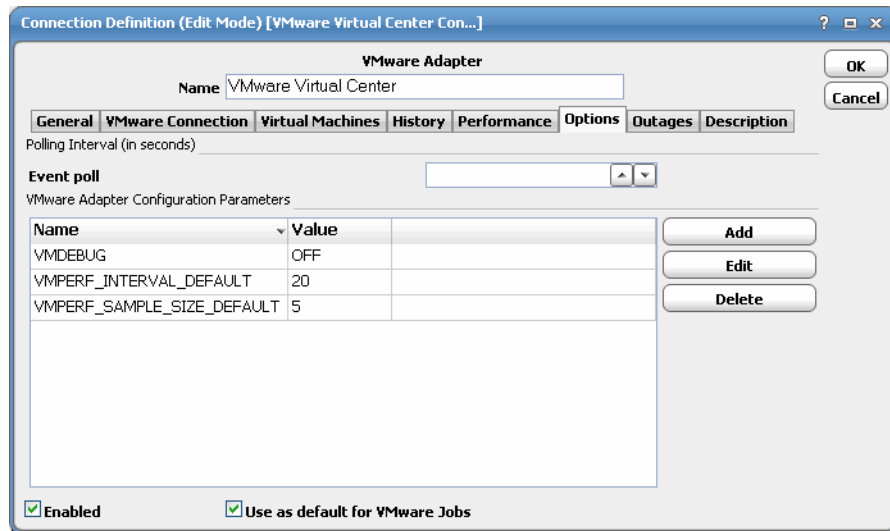 Connection Definition (Edit Mode) [VMware Virtual Center Con...] ?
VMware Adapter
OK
Name VMware Virtual Center
Cancel
General VMware Connection Virtual Machines History Performance Options Outages Description
Polling Interval (in seconds)
Event poll
VMware Adapter Configuration Parameters
Name Value
Add
VMDEBUG OFF
Edit
VMPERF_INTERVAL_DEFAULT 20
Delete
VMPERF_SAMPLE_SIZE_DEFAULT 5
Enabled Use as default for VMware Jobs